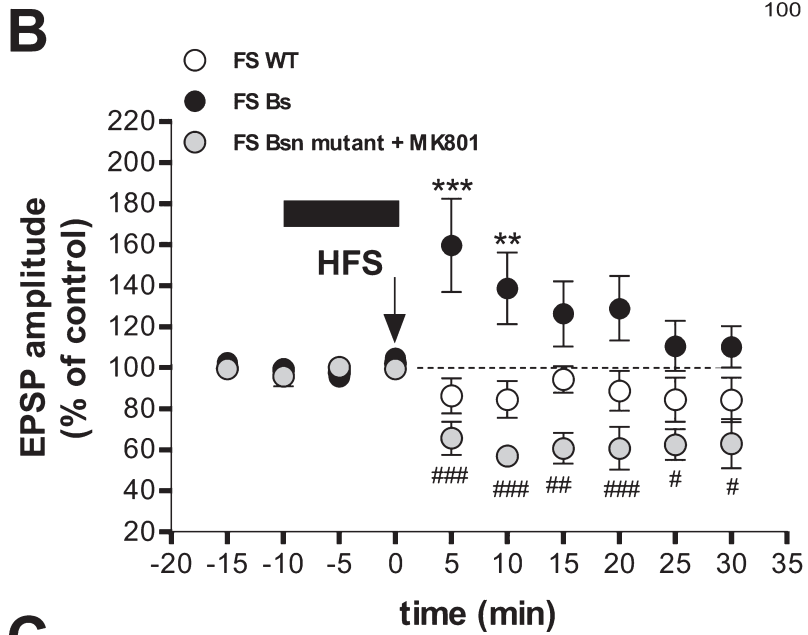 B
100
FS WT
FS Bs
FS Bsn mutant + MK801
220
200
180
160
140
120
100
80
60
40
20
EPSP amplitude
(% of control)
HFS
***
**
### ### ## ### # #
-20 -15 -10 -5 0 5 10 15 20 25 30 35
time (min)